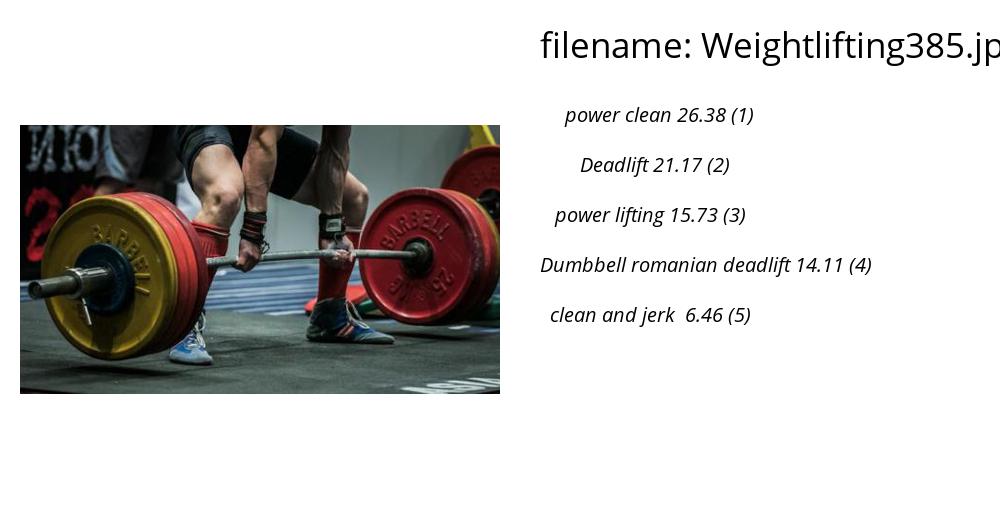 filename: Weightlifting385.jp
power clean 26.38 (1)
Deadlift 21.17 (2)
power lifting 15.73 (3)
Dumbbell romanian deadlift 14.11 (4)
clean and jerk  6.46 (5)
ИЮ
BARBELL
BARBELL
25